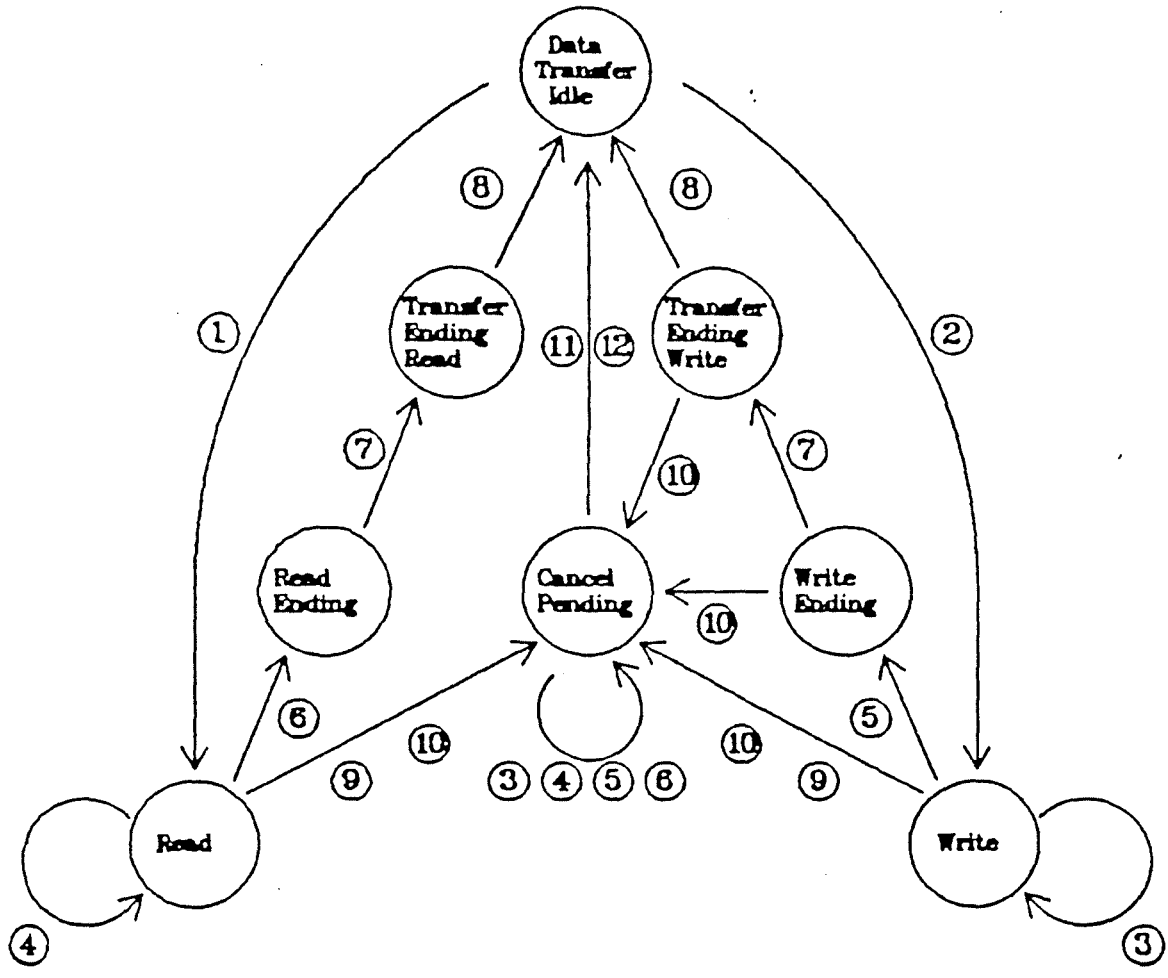 Data
Transfer
Idle
8
8
1
Transfer
Ending
Read
11
12
Transfer
Ending
Write
2
7
10
7
Read
Ending
Cancel
Pending
Write
Ending
10
6
5
10
10
9
3
4
5
6
9
Read
Write
4
3